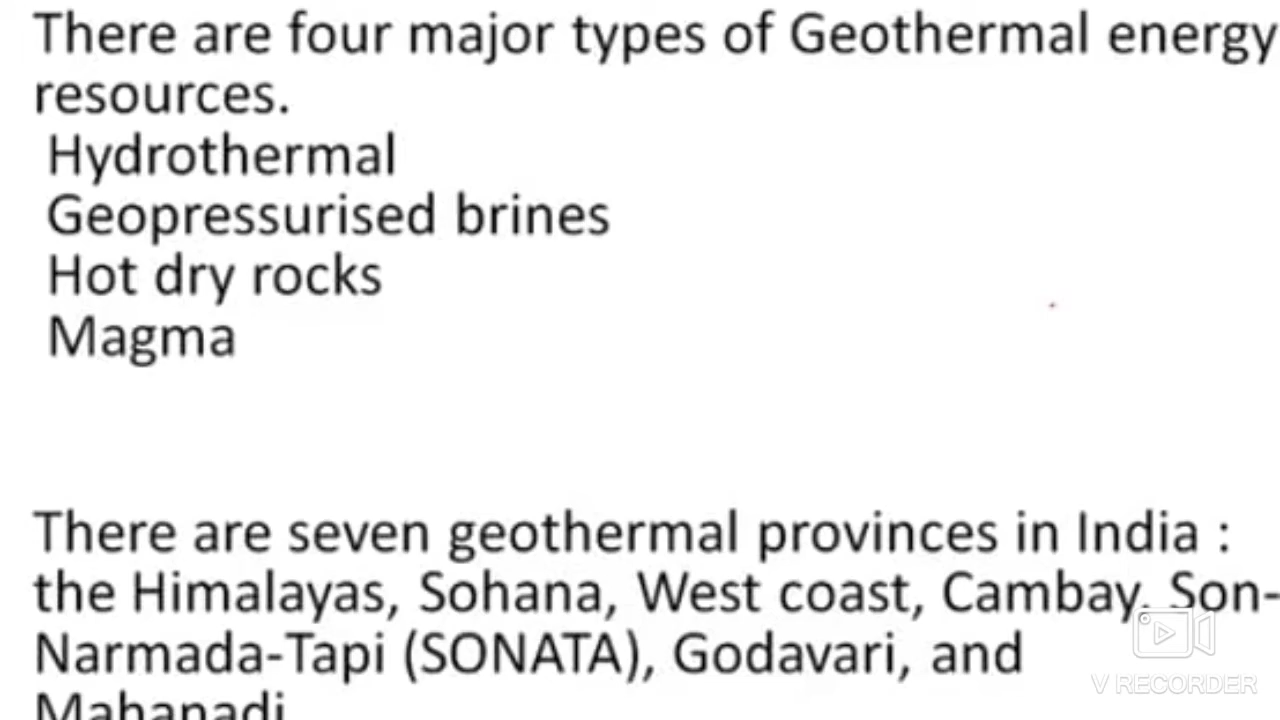 There are four major types of Geothermal energy
resources.
Hydrothermal
Geopressurised brines
Hot dry rocks
Magma
There are seven geothermal provinces in India :
the Himalayas, Sohana, West coast, Cambay, Son-
Narmada-Tapi (SONATA), Godavari, and
Mahanadi
V RECORDER